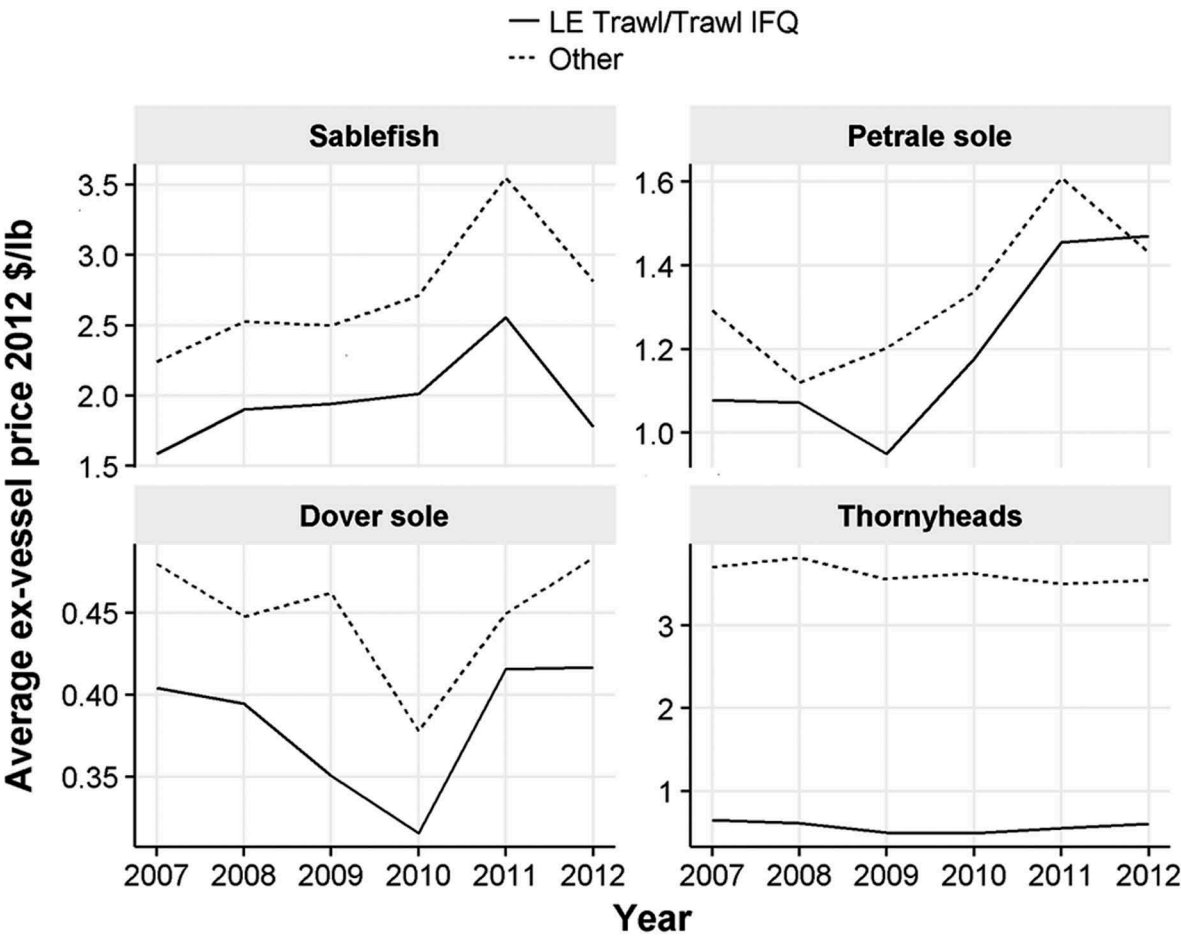 LE Trawl/Trawl IFQ
Other
Average ex-vessel price 2012 $/lb
Sablefish
3.5
3.0
2.5
2.0
1.5
Petrale sole
1.6
1.4
1.2
1.0
Dover sole
0.45
0.40
0.35
2007 2008 2009 2010 2011 2012
Thornyheads
3
2
1
2007 2008 2009 2010 2011 2012
Year